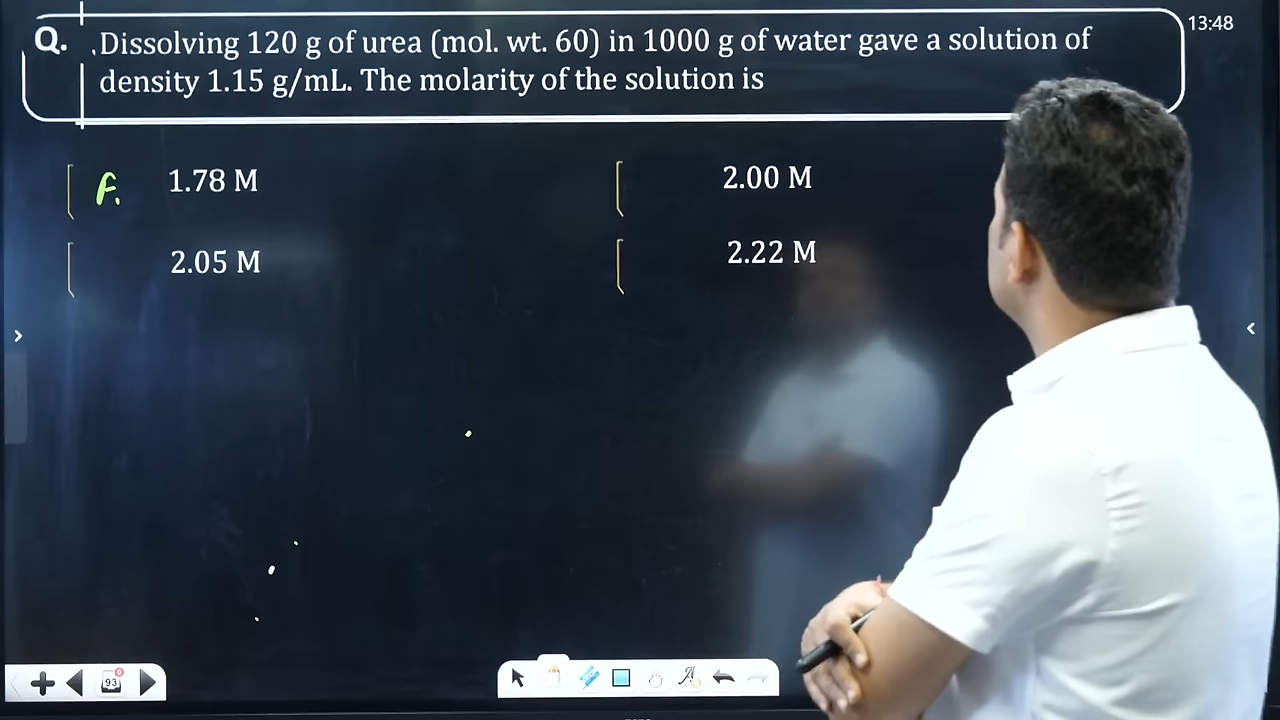 13:48
Q. Dissolving 120 g of urea (mol. wt. 60) in 1000 g of water gave a solution of
density 1.15 g/mL. The molarity of the solution is
1.78 M
2.00 M
2.05 M
2.22 M
93